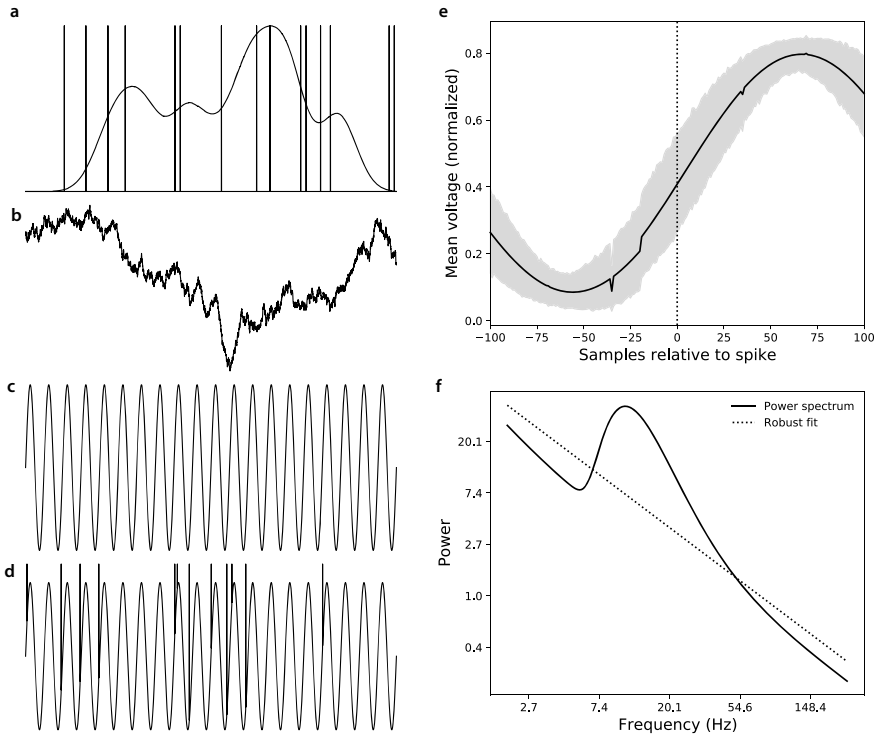 a
b
c
d
e
Mean voltage (normalized)
0.8
0.6
0.4
0.2
0.0
−100 −75 −50 −25 0 25 50 75 100
Samples relative to spike
f
Power spectrum
Robust fit
Power
20.1
7.4
2.7
1.0
0.4
2.7 7.4 20.1 54.6 148.4
Frequency (Hz)